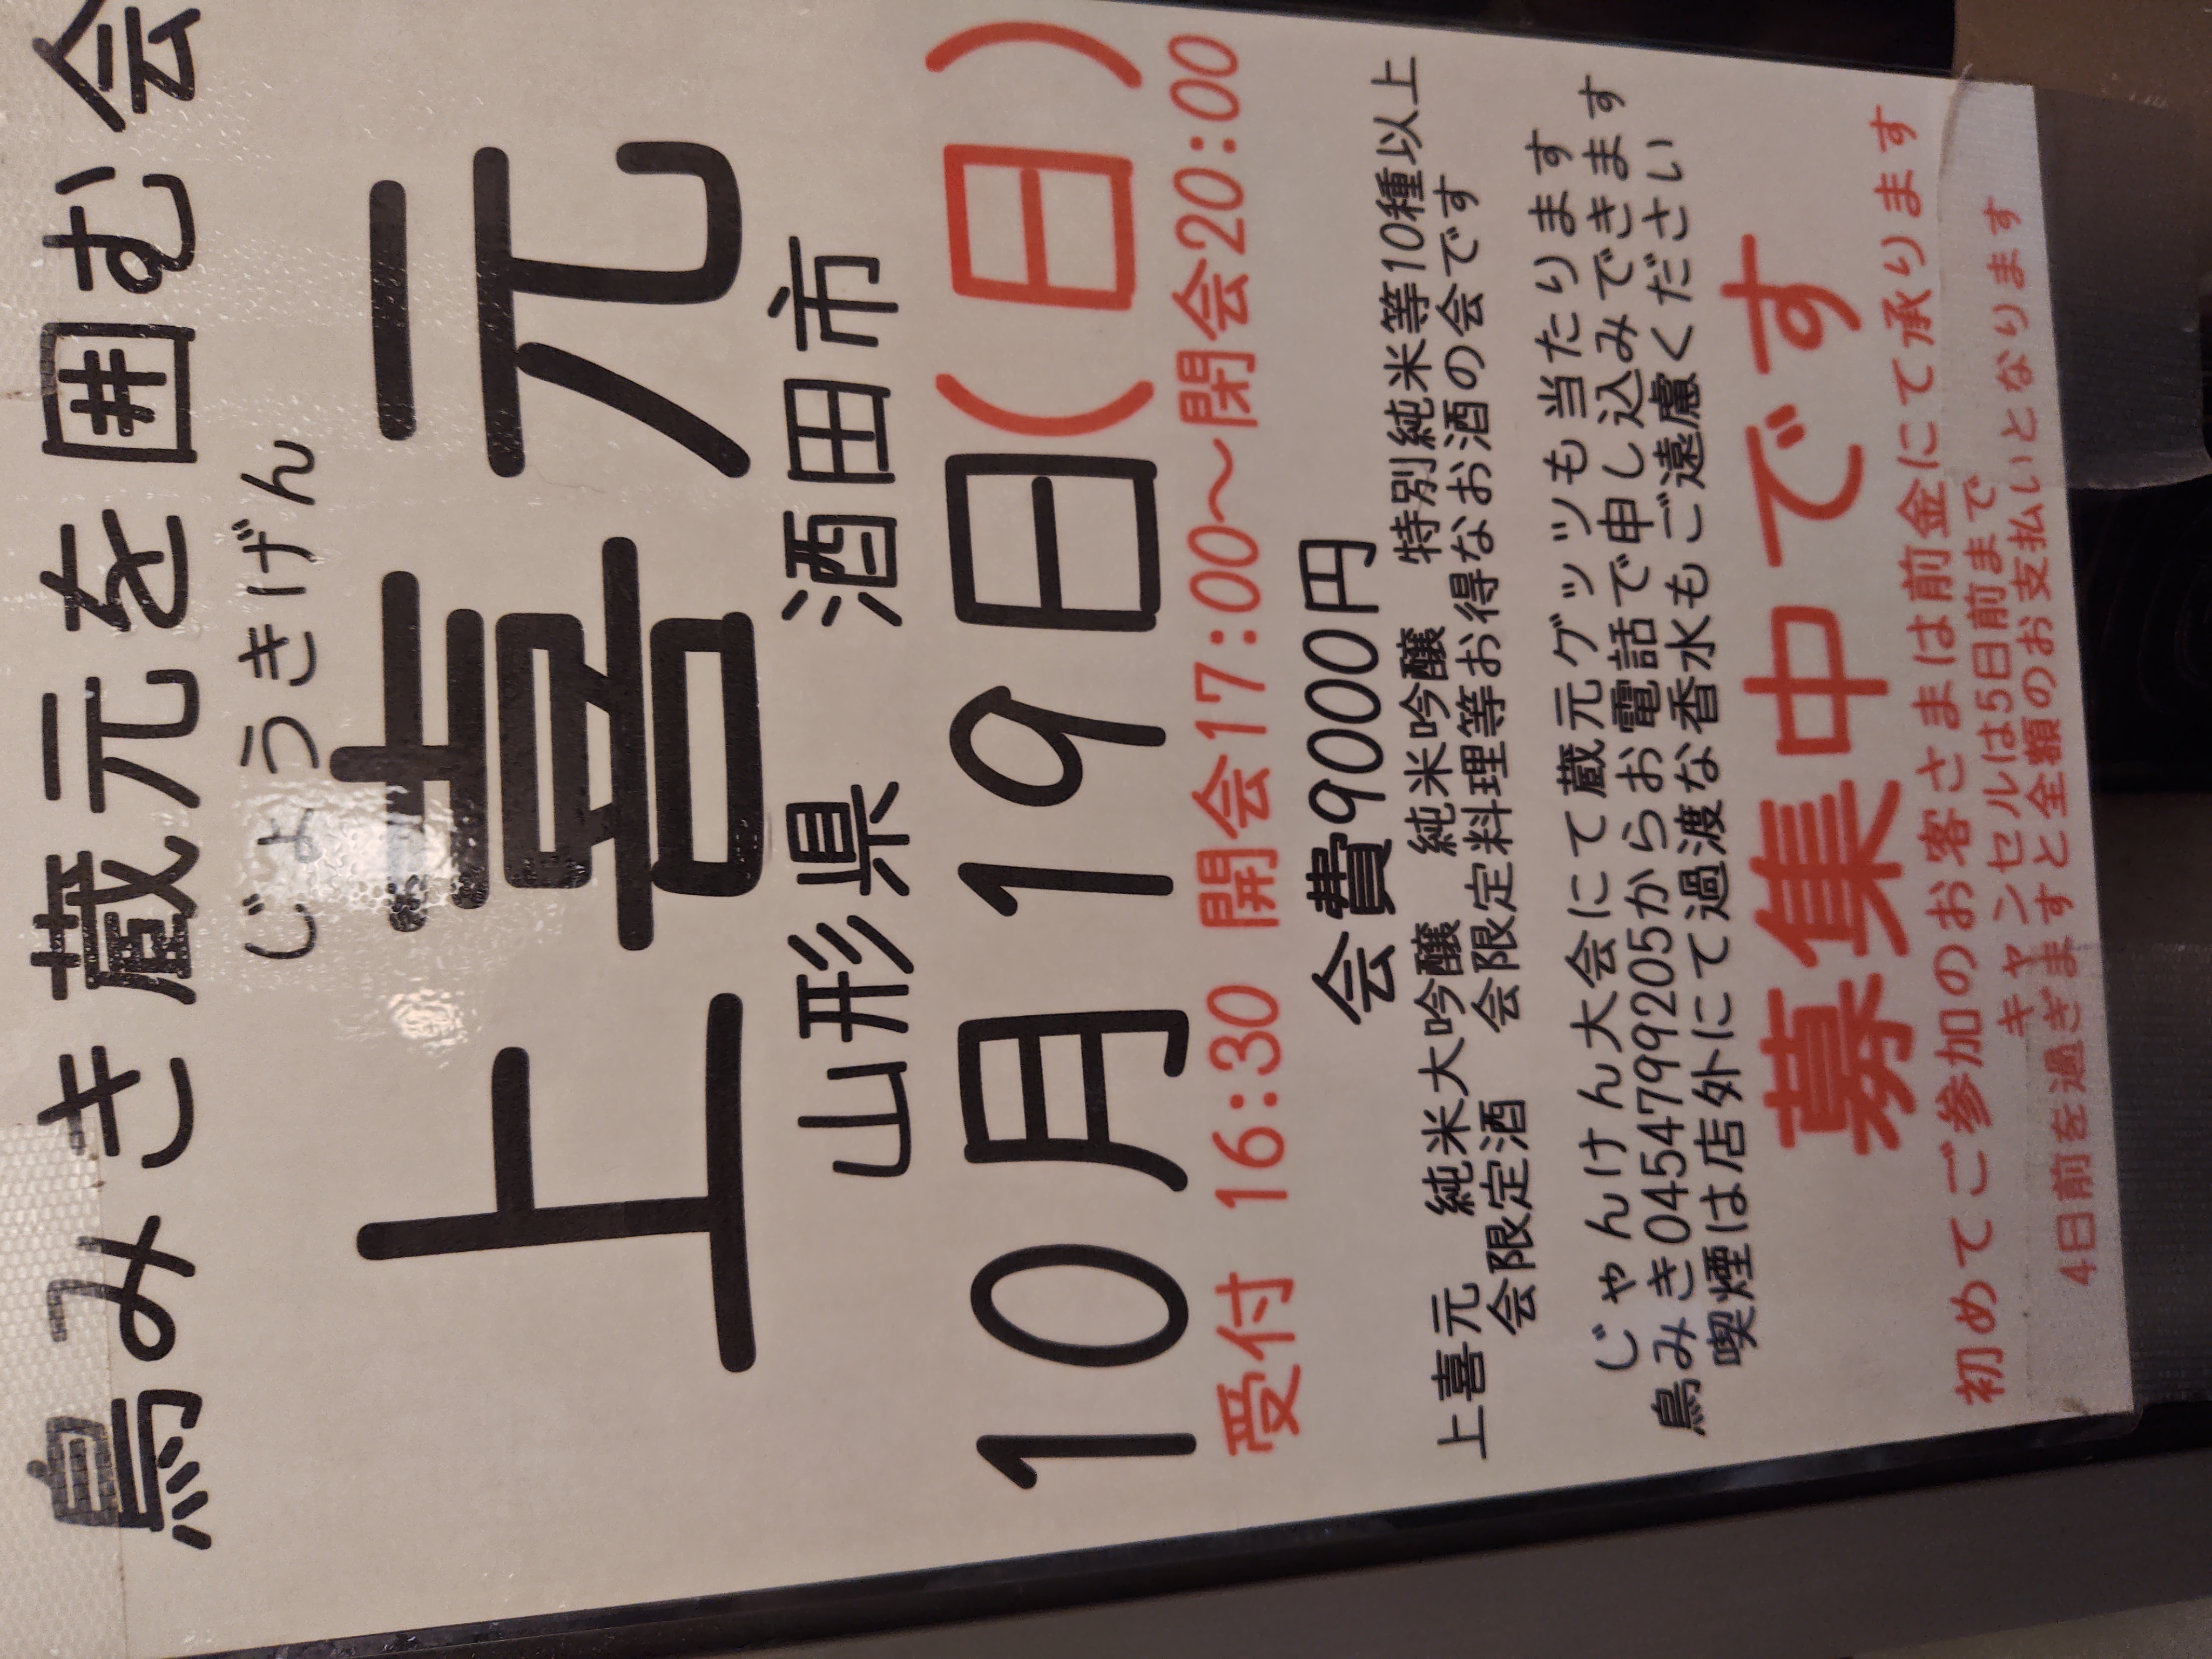 鳥みき蔵元を囲む会
じょうきげん
上喜元
山形県 酒田市
10月19日(日)
受付 16:30 開会17:00〜閉会20:00
会費9000円
上喜元 純米大吟醸 純米吟醸 特別純米等10種以上
会限定酒 会限定料理等お得なお酒の会です
じゃんけん大会にて蔵元グッッツも当たります
鳥みき0454799205からお電話で申し込みできます
喫煙は店外にて過渡な香水もご遠慮ください
募集中です
初めてご参加のお客さまは前金にて承ります
キャンセルは5日前まで
4日前を過ぎますと全額のお支払いとなります